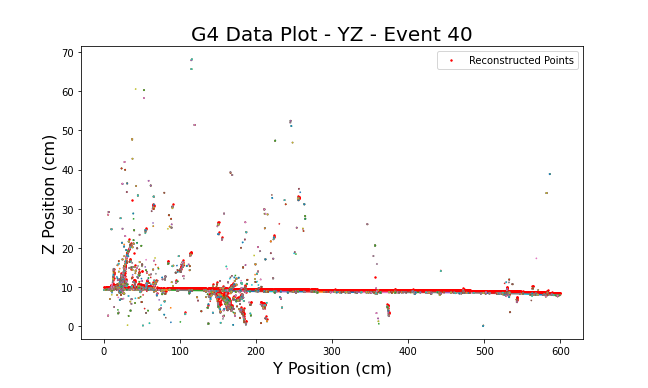 G4 Data Plot - YZ - Event 40
Reconstructed Points
Z Position (cm)
70
60
50
40
30
20
10
0
0 100 200 300 400 500 600
Y Position (cm)